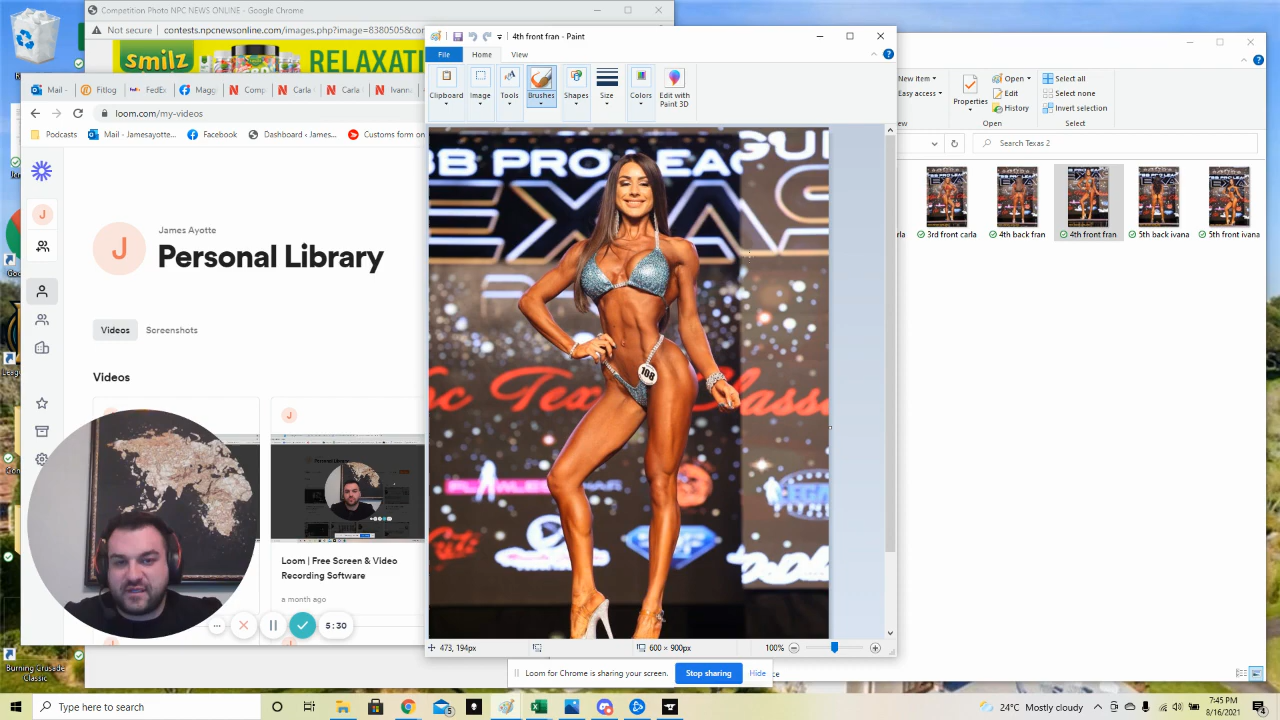 Competition Photo NPC NEWS ONLINE - Google Chrome
Not secure
contests.npcnewsonline.com/images.php?image=8380505&co
smilz
RELAXATI
4th front fran - Paint
File
Home
View
Clipboard
Image
Tools
Brushes
Shapes
Size
Colors
Edit with
Paint 3D
New item
Easy access
Properties
Open
Edit
History
Open
Select all
Select none
Invert selection
Select
Search Texas 2
3rd front carla
4th back fran
4th front fran
5th back ivana
5th front ivana
Mail -
Fitlog
FedEx
Magg
N Comp
N Carla
N Carla
N Ivann
loom.com/my-videos
Podcasts
Mail - Jamesayotte...
Facebook
Dashboard ‹ James...
Customs form on
J
J
James Ayotte
Personal Library
Videos
Screenshots
Videos
J
Loom | Free Screen & Video
Recording Software
a month ago
5:30
BB PRO LEAG
EXAS
108
pc Texas Classic
473, 194px
600 × 900px
100%
Loom for Chrome is sharing your screen.
Stop sharing
Hide
Burning Crusade
Classic
Type here to search
24°C Mostly cloudy
7:45 PM
8/16/2021